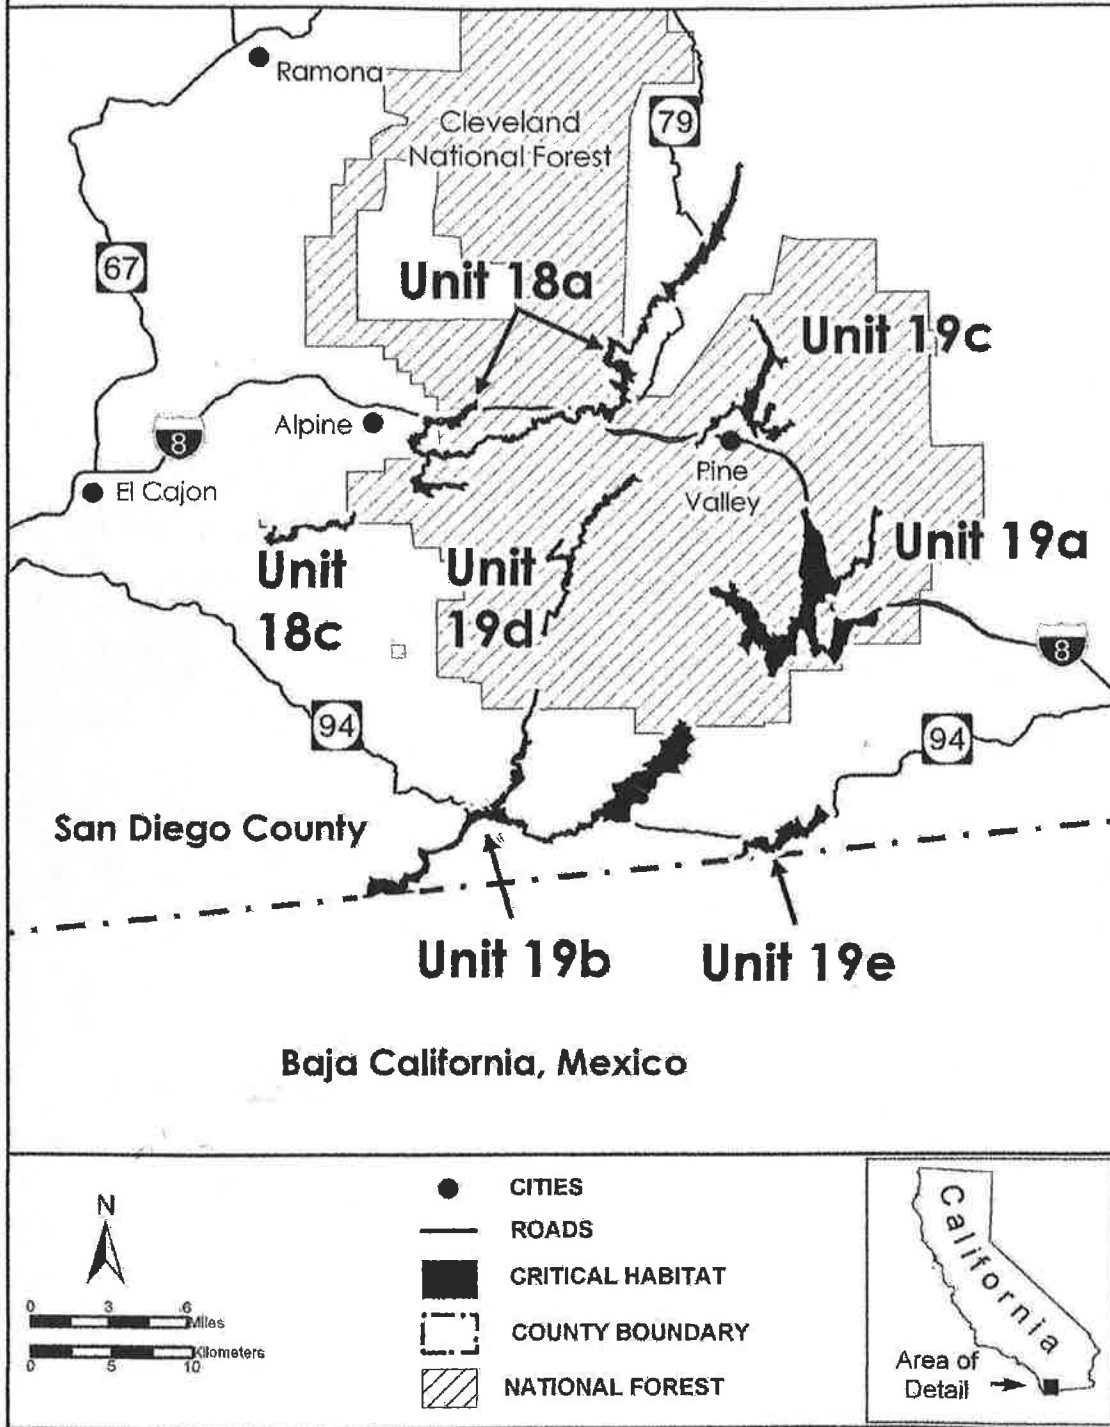 Ramona
Cleveland
National Forest
79
67
Unit 18a
Unit 19c
Alpine
8
El Cajon
Pine
Valley
Unit
18c
Unit
19d
Unit 19a
8
94
94
San Diego County
Unit 19b
Unit 19e
Baja California, Mexico
N
0 3 6
Miles
Kilometers
0 5 10
CITIES
ROADS
CRITICAL HABITAT
COUNTY BOUNDARY
NATIONAL FOREST
California
Area of
Detail